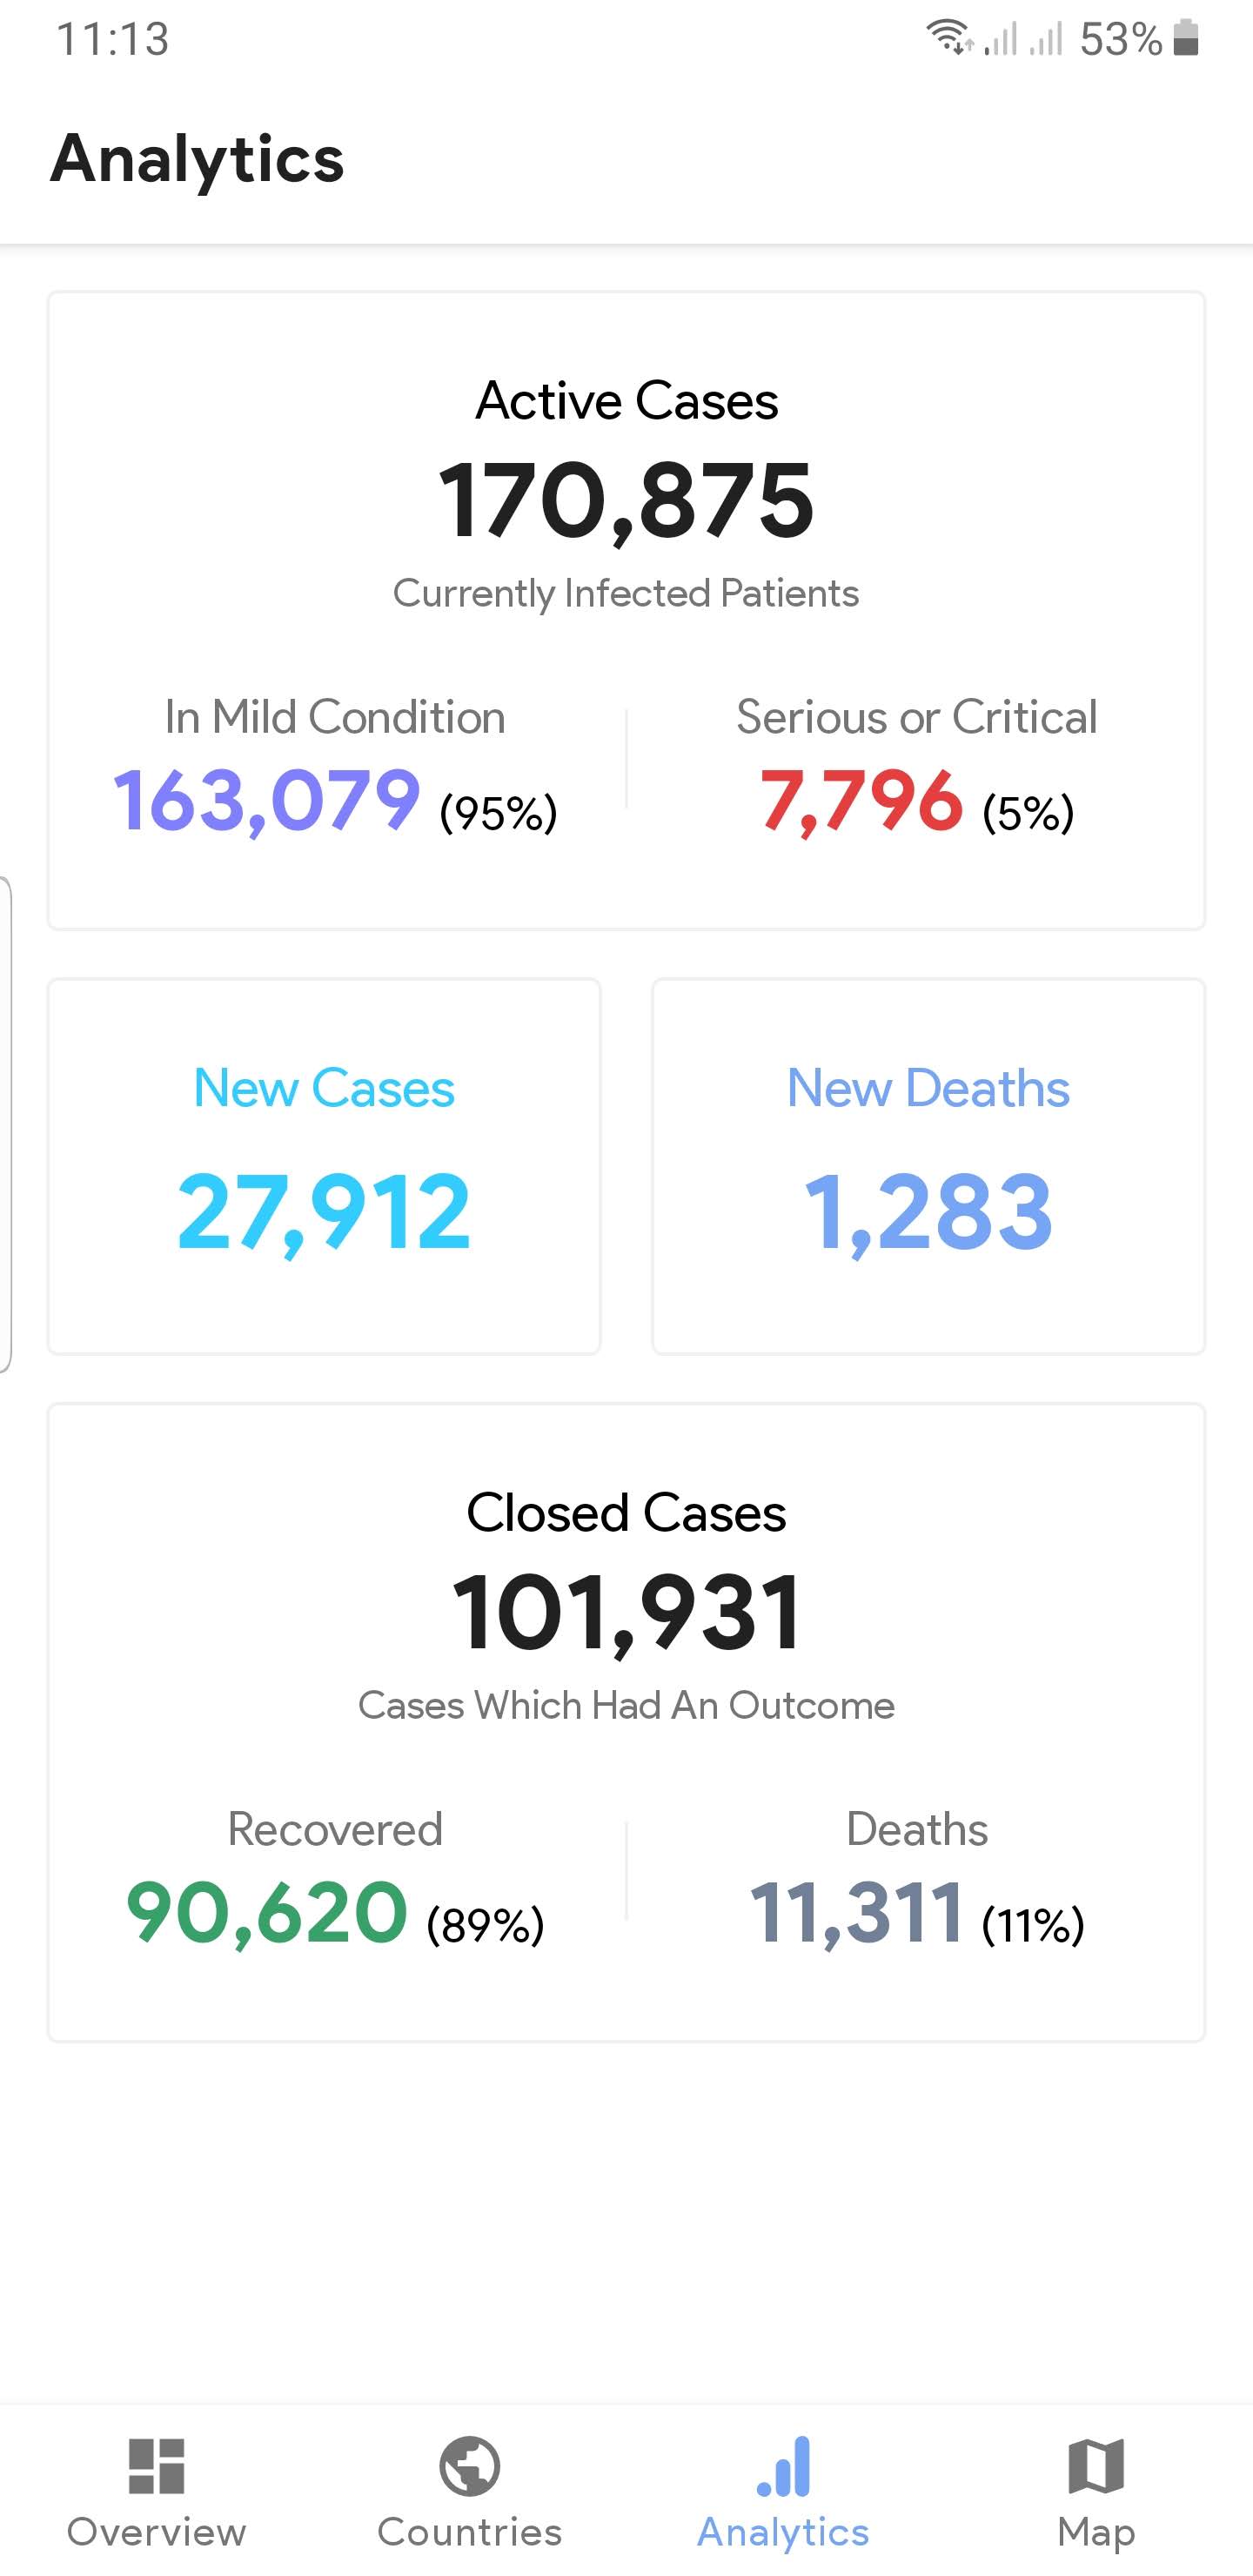 11:13 53%
Analytics
Active Cases
170,875
Currently Infected Patients
In Mild Condition Serious or Critical
163,079 (95%) 7,796 (5%)
New Cases New Deaths
27,912 1,283
Closed Cases
101,931
Cases Which Had An Outcome
Recovered Deaths
90,620 (89%) 11,311 (11%)
Overview Countries Analytics Map